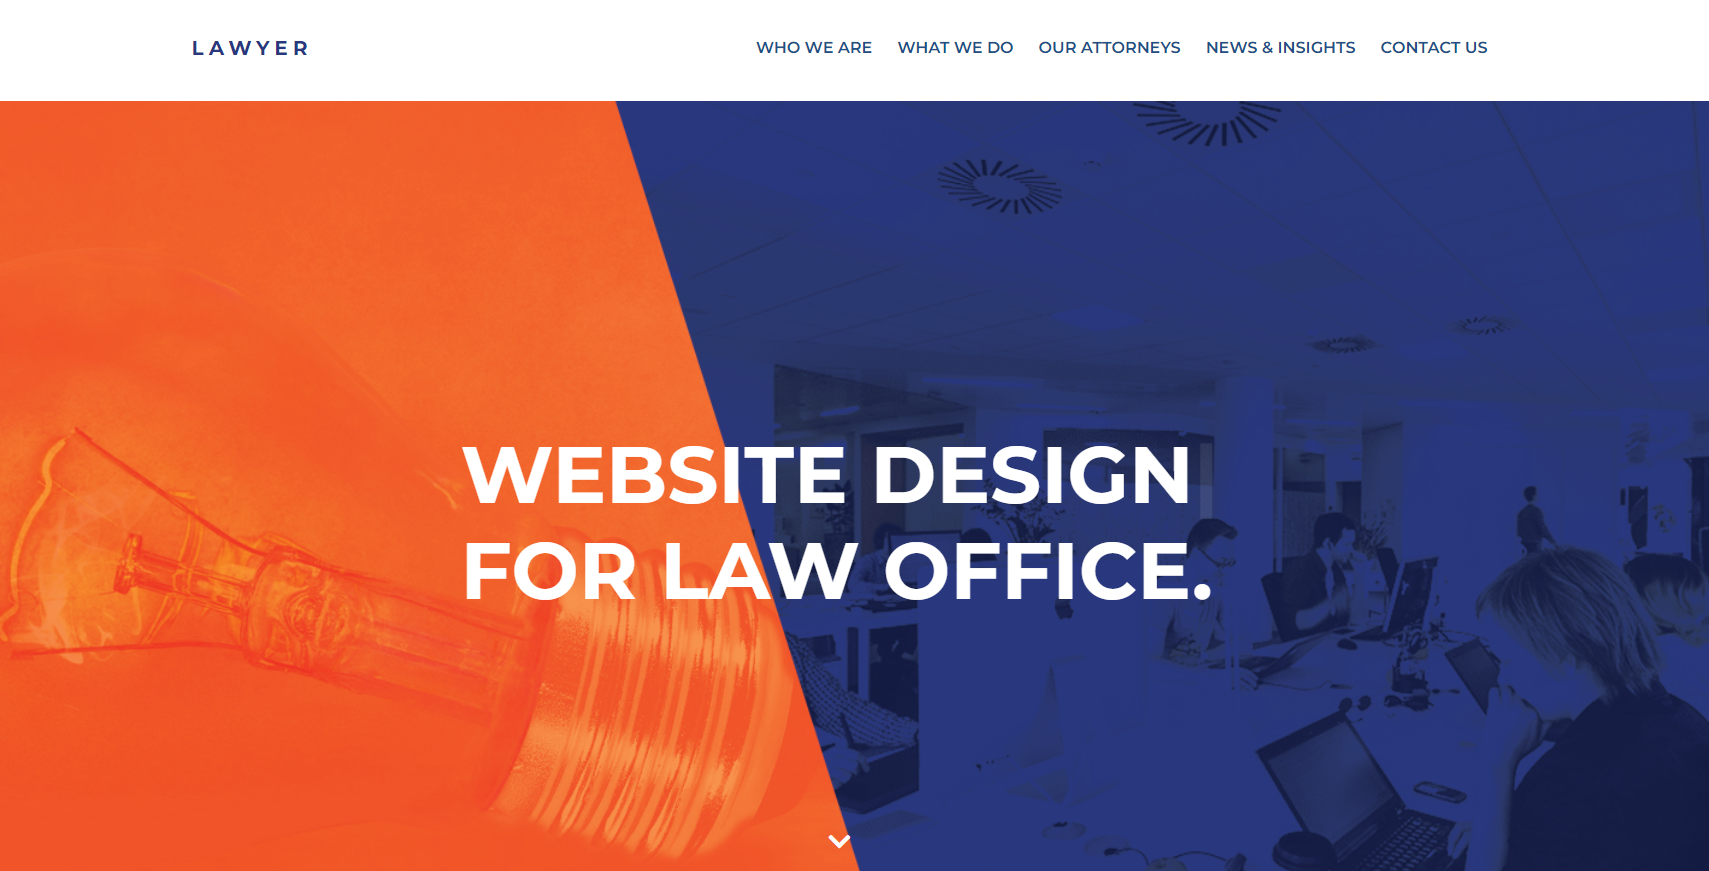 LAWYER
WHO WE ARE
WHAT WE DO
OUR ATTORNEYS
NEWS & INSIGHTS
CONTACT US
WEBSITE DESIGN
FOR LAW OFFICE.